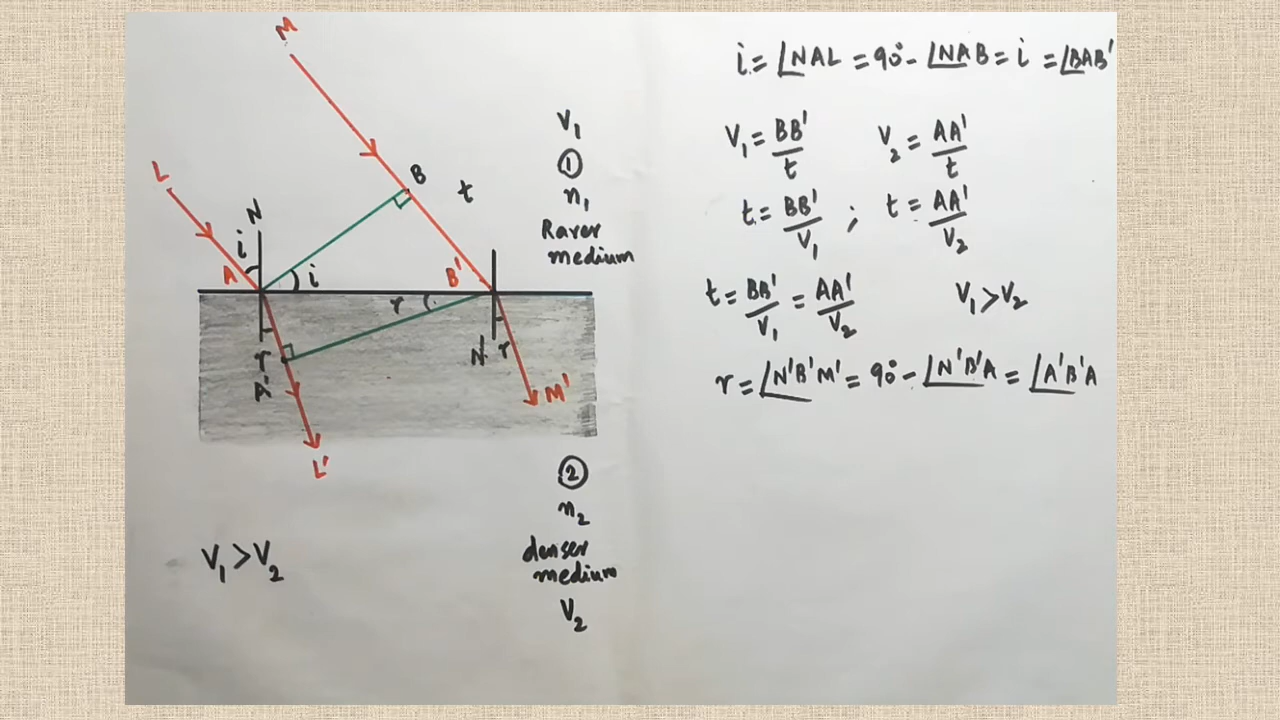 M
L
N
i
A
B
t
i
B'
r
r
A'
N'
r
M'
L'
V₁
①
n₁
Rarer
medium
②
n₂
denser
medium
V₂
V₁ > V₂
i = ∠NAL = 90° - ∠NAB = i = ∠BAB'
V₁ = BB'/t V₂ = AA'/t
t = BB'/V₁ ; t = AA'/V₂
t = BB'/V₁ = AA'/V₂ V₁ > V₂
r = ∠N'B'M' = 90° - ∠N'B'A = ∠A'B'A